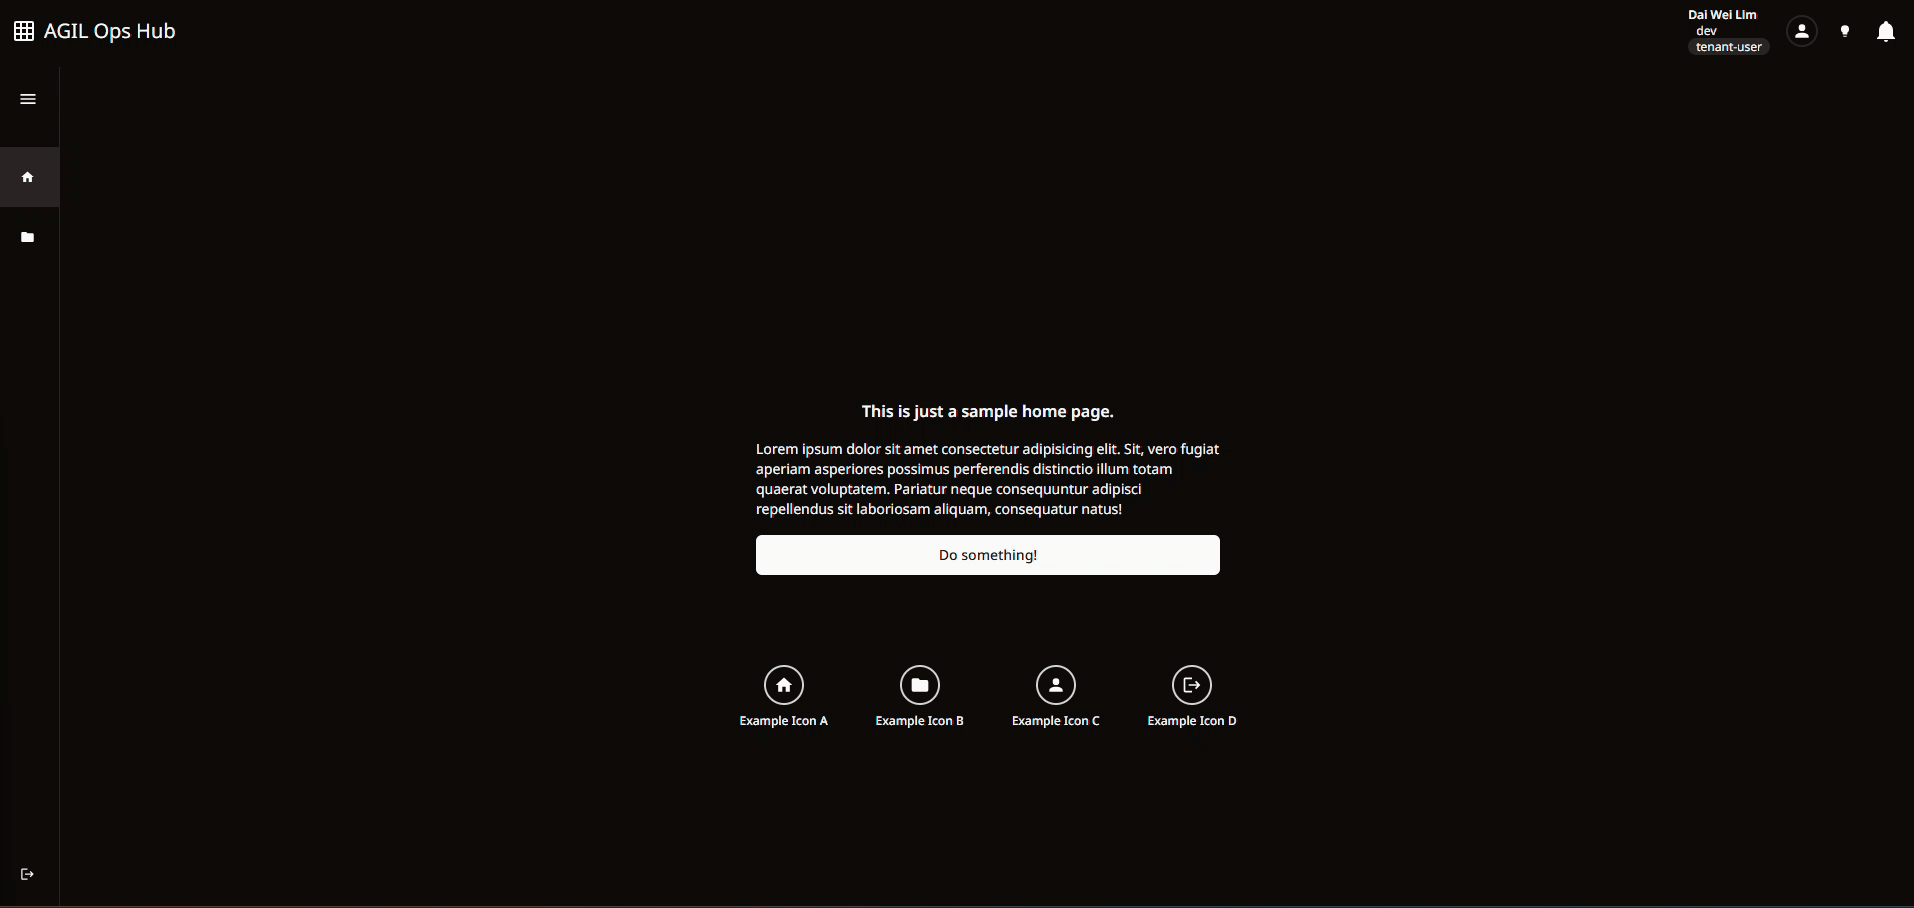 AGIL Ops Hub
Dai Wei Lim
dev
tenant-user
This is just a sample home page.
Lorem ipsum dolor sit amet consectetur adipisicing elit. Sit, vero fugiat
aperiam asperiores possimus perferendis distinctio illum totam
quaerat voluptatem. Pariatur neque consequuntur adipisci
repellendus sit laboriosam aliquam, consequatur natus!
Do something!
Example Icon A
Example Icon B
Example Icon C
Example Icon D